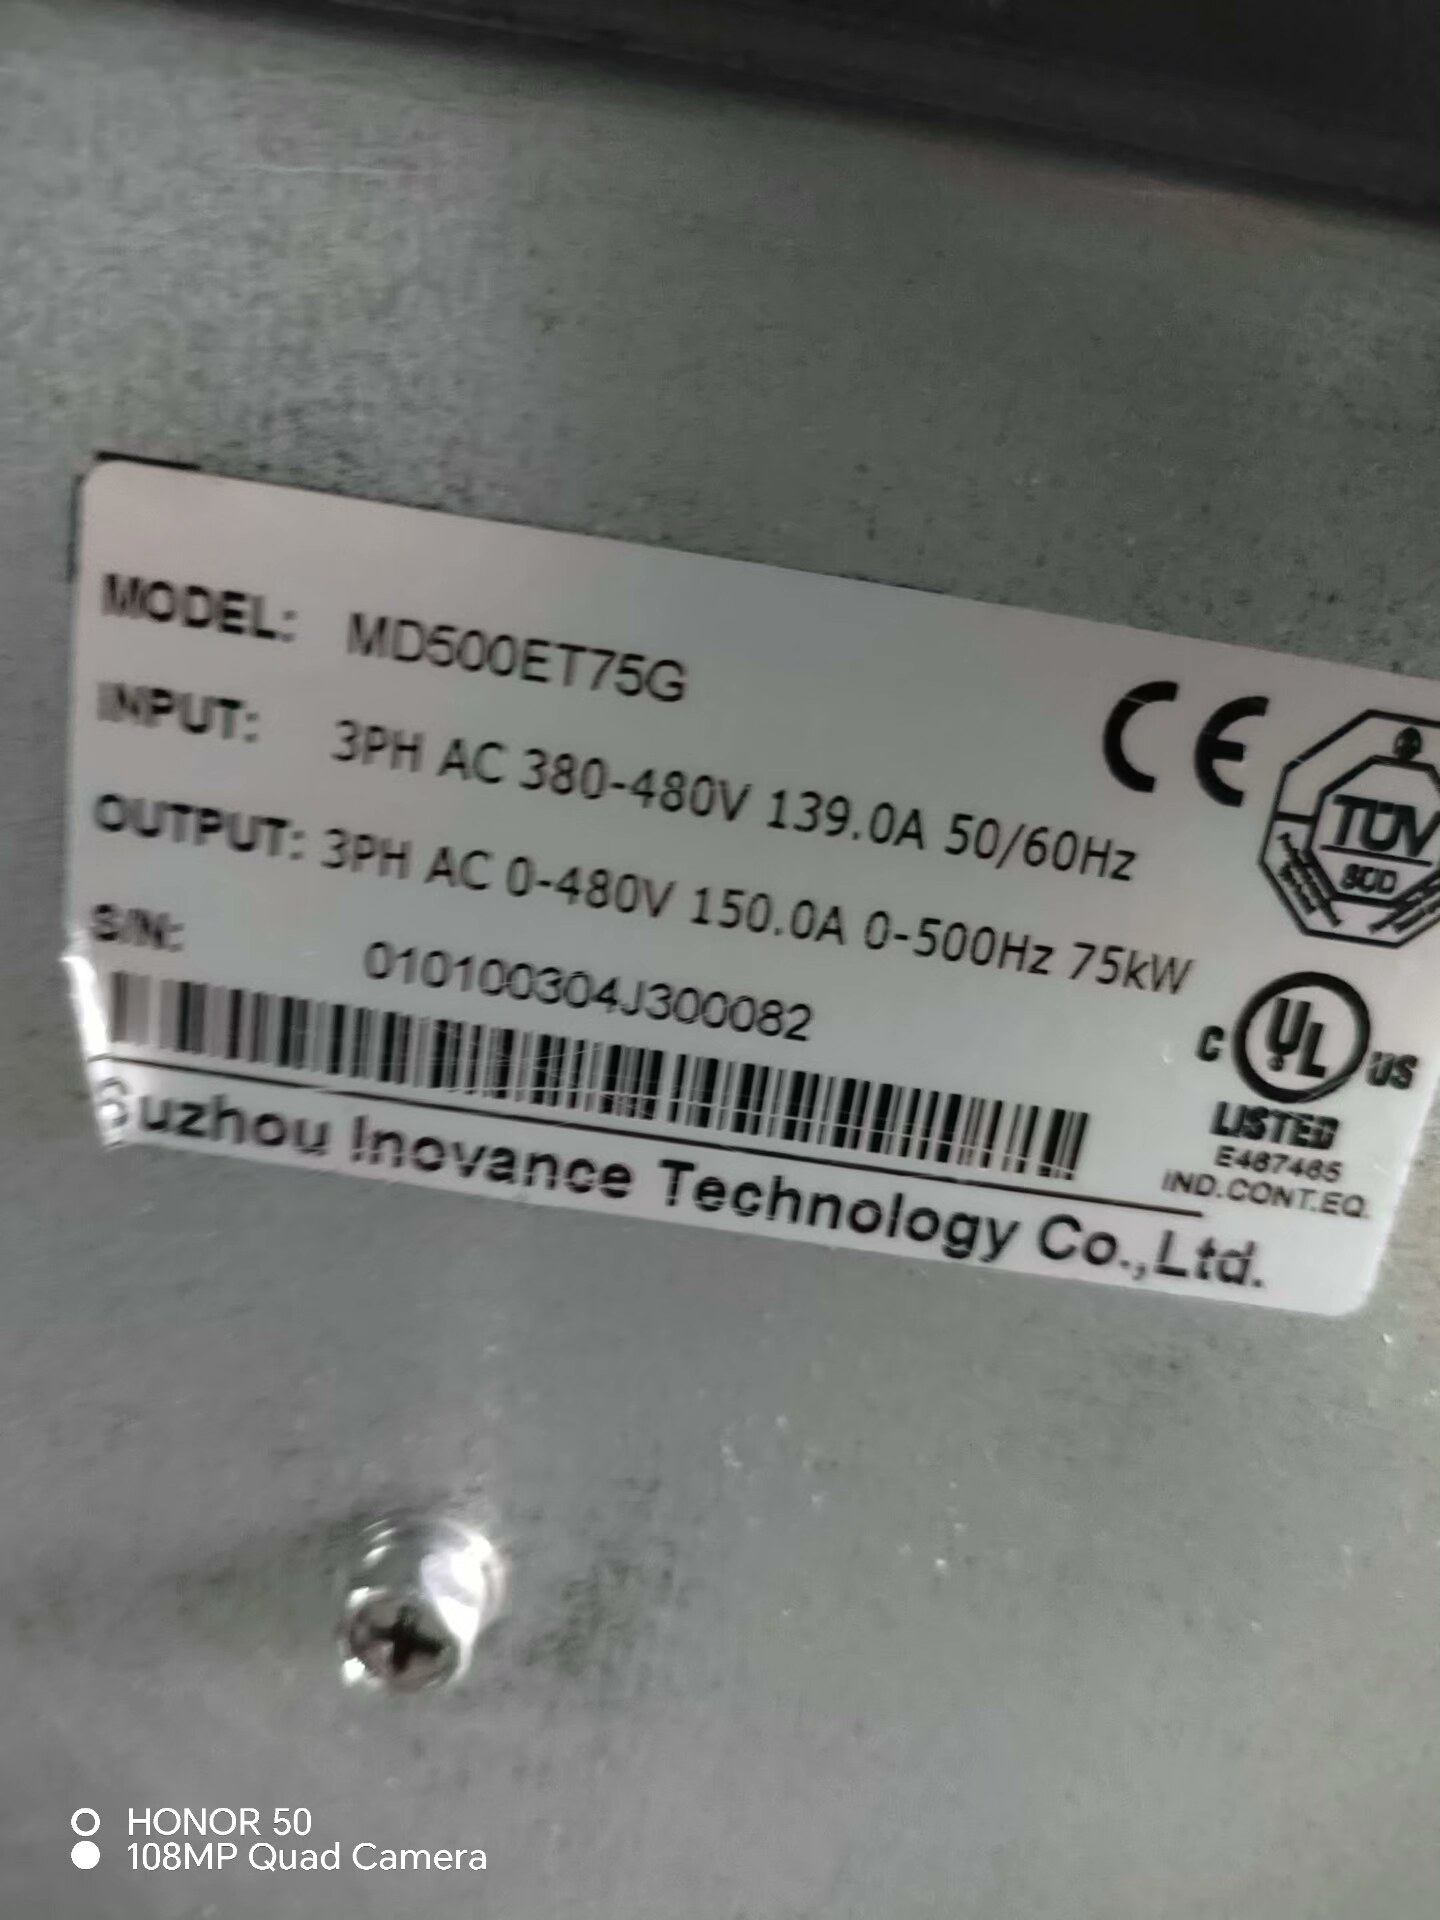 MODEL: MD500ET75G
INPUT: 3PH AC 380-480V 139.0A 50/60Hz
OUTPUT: 3PH AC 0-480V 150.0A 0-500Hz 75kW
S/N: 010100304J300082
Suzhou Inovance Technology Co.,Ltd.
CE
TÜV
SÜD
C UL US
LISTED
E467465
IND.CONT.EQ.
HONOR 50
108MP Quad Camera